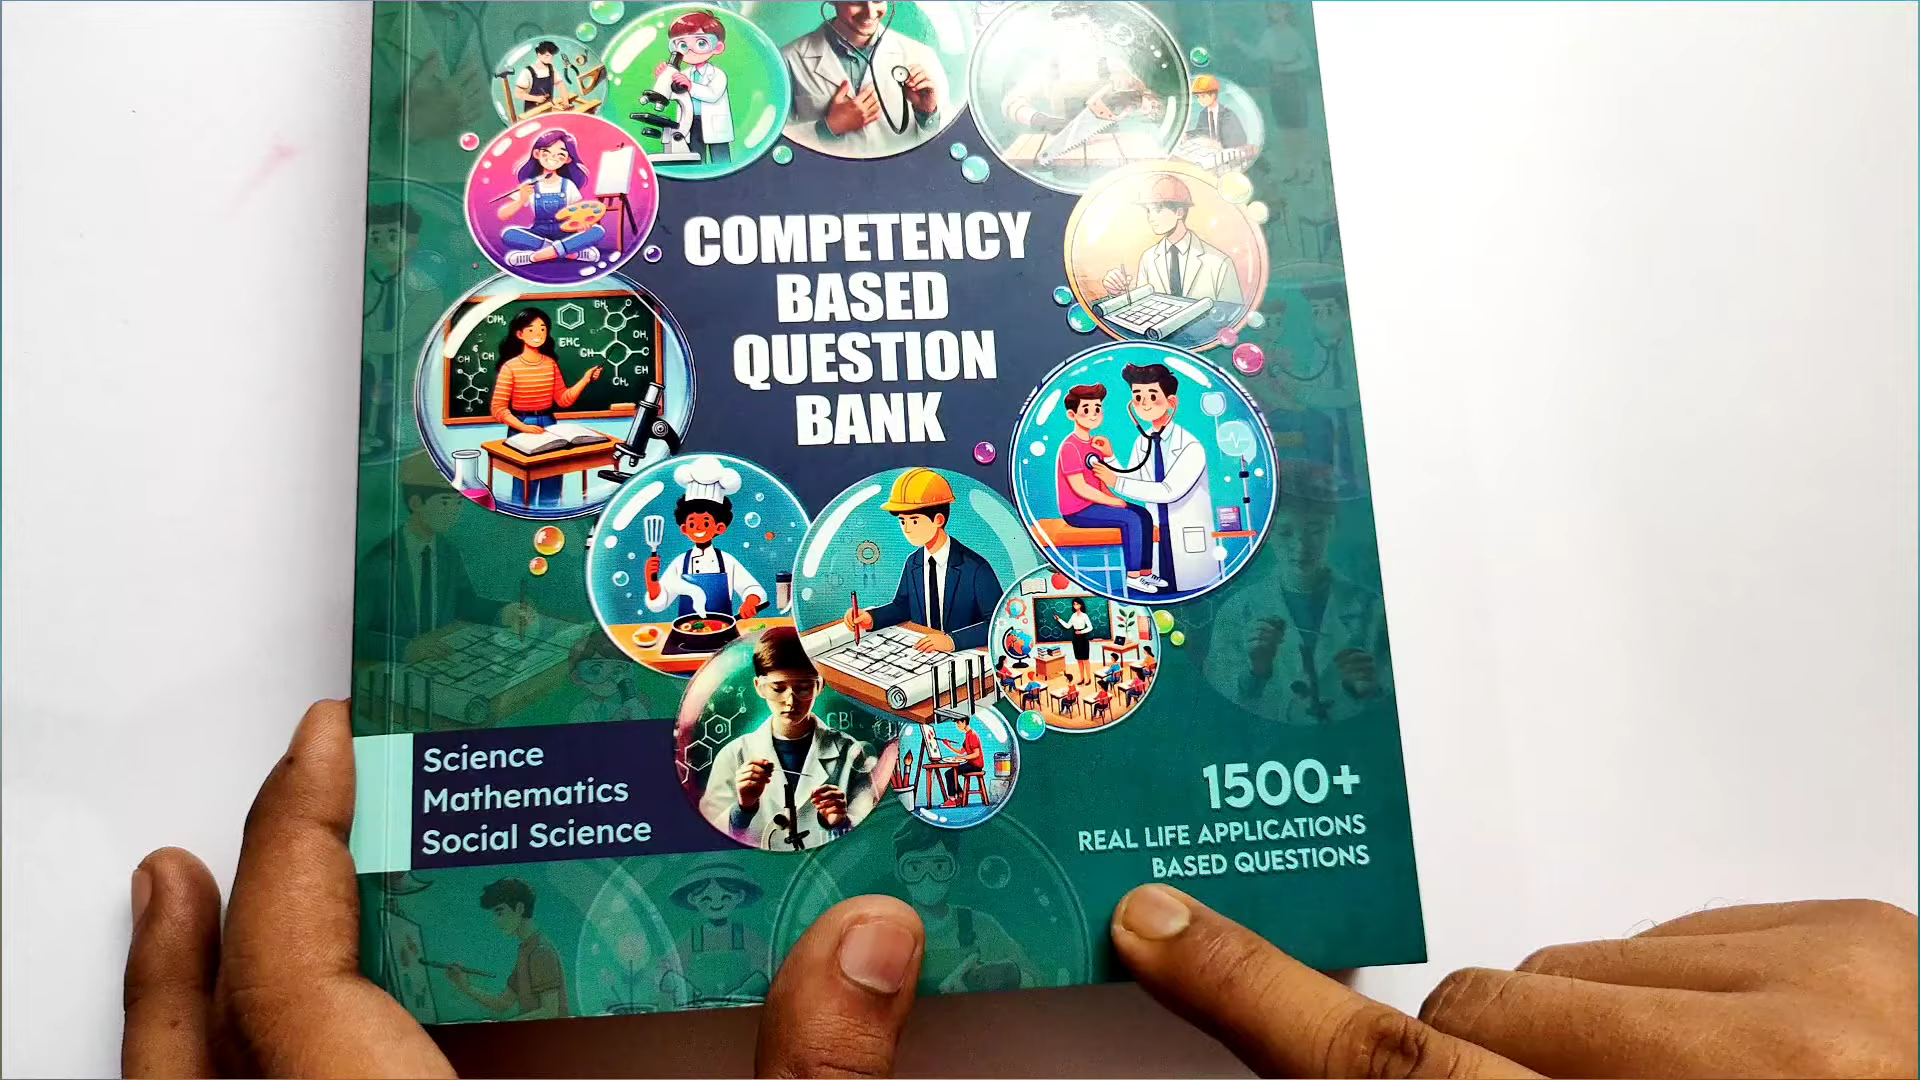 COMPETENCY
BASED
QUESTION
BANK
Science
Mathematics
Social Science
1500+
REAL LIFE APPLICATIONS
BASED QUESTIONS